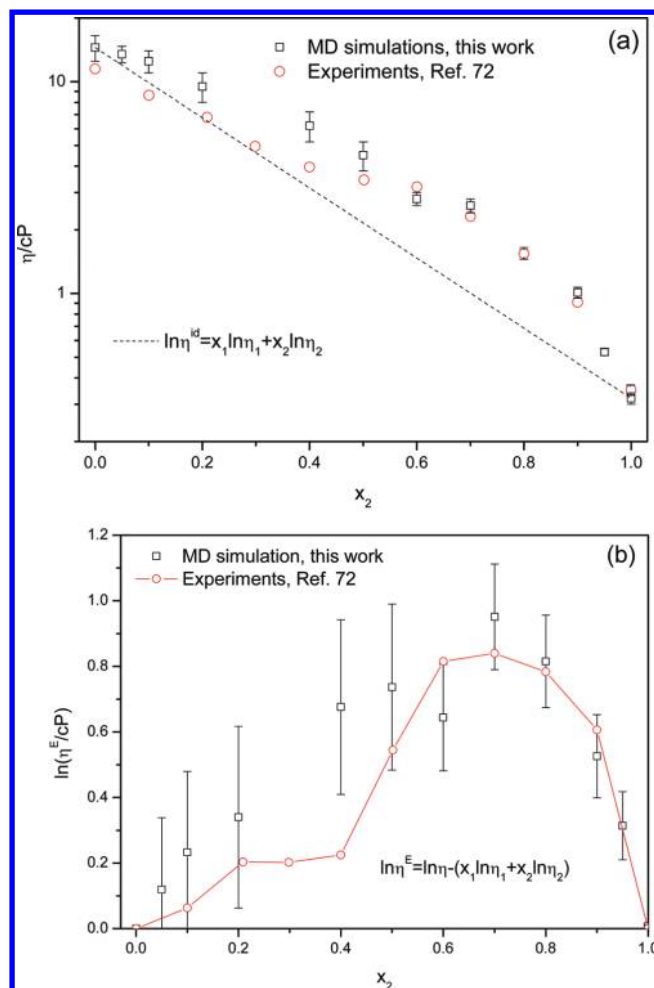 (a)
MD simulations, this work
Experiments, Ref. 72
10
1
η/cP
lnη^id=x₁lnη₁+x₂lnη₂
0.0 0.2 0.4 0.6 0.8 1.0
x₂
(b)
1.2
MD simulation, this work
Experiments, Ref. 72
1.0
0.8
0.6
0.4
0.2
0.0
ln(η^E/cP)
lnη^E=lnη-(x₁lnη₁+x₂lnη₂)
0.0 0.2 0.4 0.6 0.8 1.0
x₂